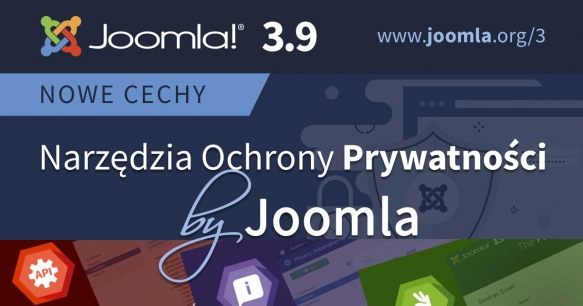 Joomla!® 3.9
www.joomla.org/3
NOWE CECHY
Narzędzia Ochrony Prywatności
by Joomla
API